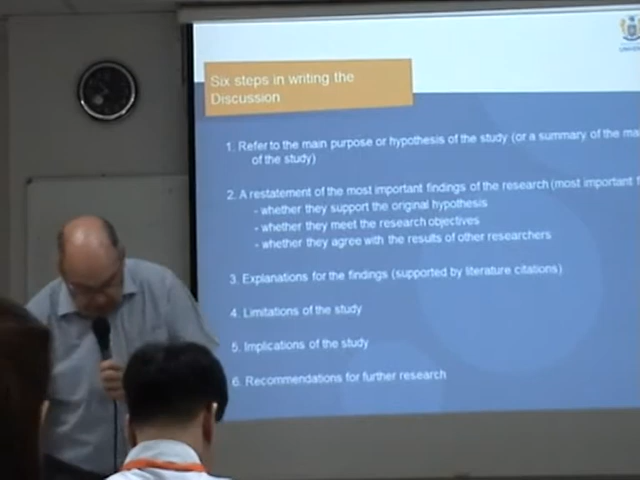 Six steps in writing the
Discussion
1. Refer to the main purpose or hypothesis of the study (or a summary of the
of the study)
2. A restatement of the most important findings of the research (most important
- whether they support the original hypothesis
- whether they meet the research objectives
- whether they agree with the results of other researchers
3. Explanations for the findings (supported by literature citations)
4. Limitations of the study
5. Implications of the study
6. Recommendations for further research